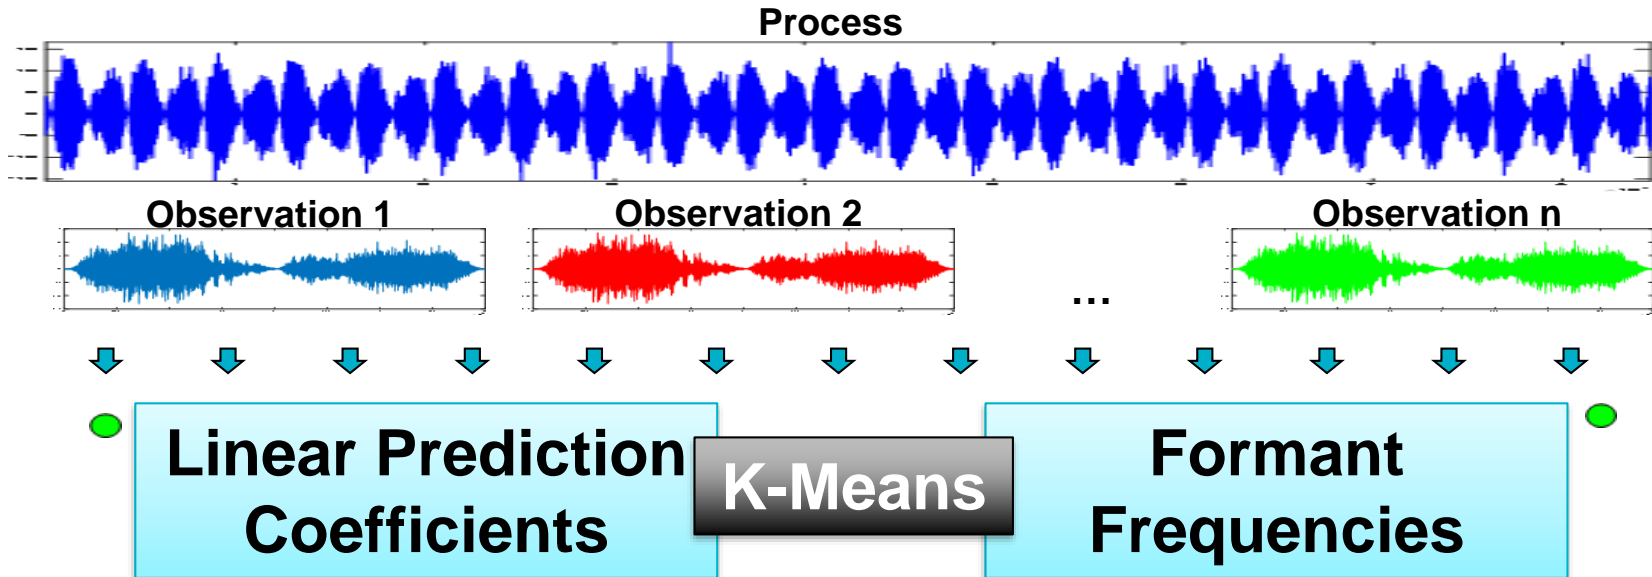 Process
Observation 1
Observation 2
Observation n
...
Linear Prediction
Coefficients
K-Means
Formant
Frequencies